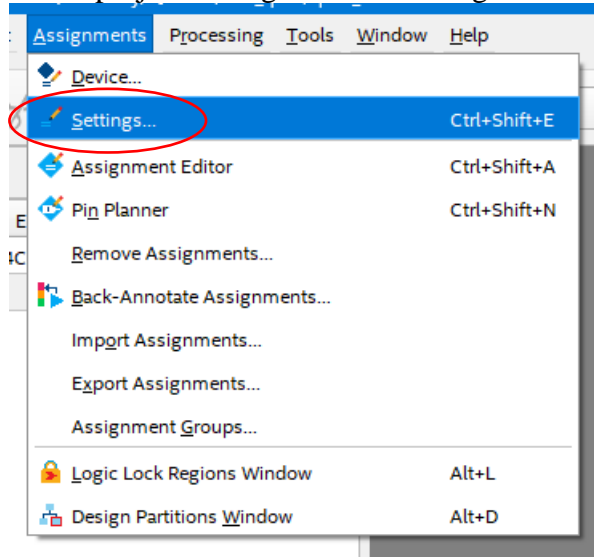 Assignments Processing Tools Window Help
Device...
Settings... Ctrl+Shift+E
Assignment Editor Ctrl+Shift+A
Pin Planner Ctrl+Shift+N
Remove Assignments...
Back-Annotate Assignments...
Import Assignments...
Export Assignments...
Assignment Groups...
Logic Lock Regions Window Alt+L
Design Partitions Window Alt+D